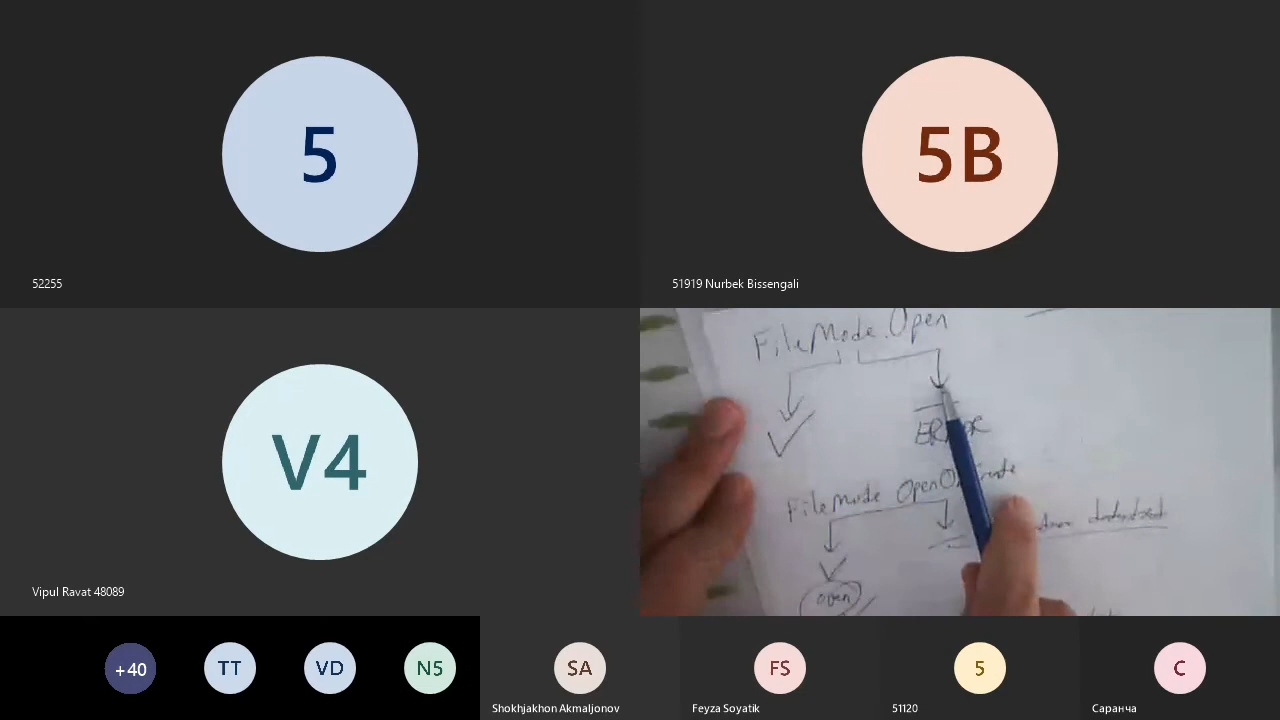 5
52255
5B
51919 Nurbek Bissengali
V4
Vipul Ravat 48089
FileMode.Open
ERROR
FileMode OpenOrCreate
open
+40
TT
VD
N5
SA
Shokhjakhon Akmaljonov
FS
Feyza Soyatik
5
51120
C
Саранча